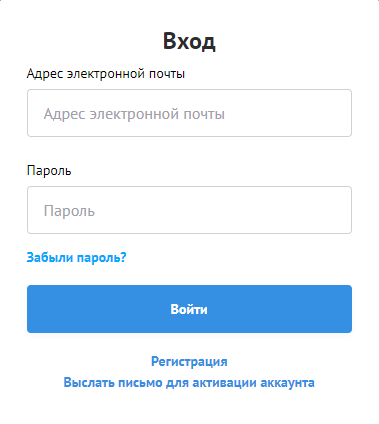 Вход
Адрес электронной почты
Адрес электронной почты
Пароль
Пароль
Забыли пароль?
Войти
Регистрация
Выслать письмо для активации аккаунта